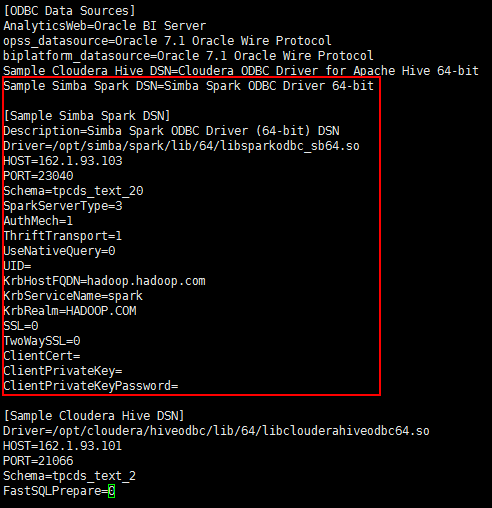 [ODBC Data Sources]
AnalyticsWeb=Oracle BI Server
opss_datasource=Oracle 7.1 Oracle Wire Protocol
biplatform_datasource=Oracle 7.1 Oracle Wire Protocol
Sample Cloudera Hive DSN=Cloudera ODBC Driver for Apache Hive 64-bit
Sample Simba Spark DSN=Simba Spark ODBC Driver 64-bit
[Sample Simba Spark DSN]
Description=Simba Spark ODBC Driver (64-bit) DSN
Driver=/opt/simba/spark/lib/64/libsparkodbc_sb64.so
HOST=162.1.93.103
PORT=23040
Schema=tpcds_text_20
SparkServerType=3
AuthMech=1
ThriftTransport=1
UseNativeQuery=0
UID=
KrbHostFQDN=hadoop.hadoop.com
KrbServiceName=spark
KrbRealm=HADOOP.COM
SSL=0
TwoWaySSL=0
ClientCert=
ClientPrivateKey=
ClientPrivateKeyPassword=
[Sample Cloudera Hive DSN]
Driver=/opt/cloudera/hiveodbc/lib/64/libclouderahiveodbc64.so
HOST=162.1.93.101
PORT=21066
Schema=tpcds_text_2
FastSQLPrepare=0